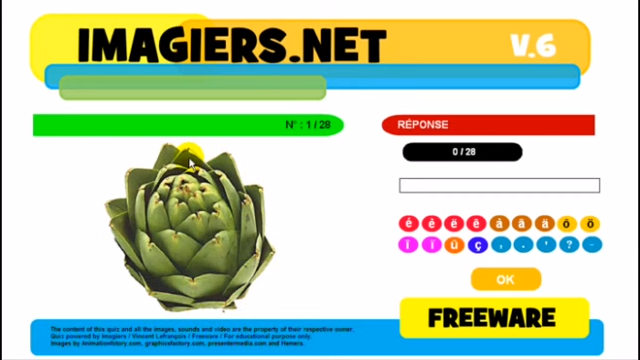 IMAGIERS.NET
V.6
N° : 1 / 28
RÉPONSE
0 / 28
é è ë ê à â ä ô ö
î ï ü ç , . ' ? -
OK
FREEWARE
The content of this quiz and all the images, sounds and video are the property of their respective owner.
Quiz powered by Imagiers / Vincent Lefrançois / Freeware / For educational purpose only.
Images by Animationfatory.com, graphicsfactory.com, presentermedia.com and Hemera.